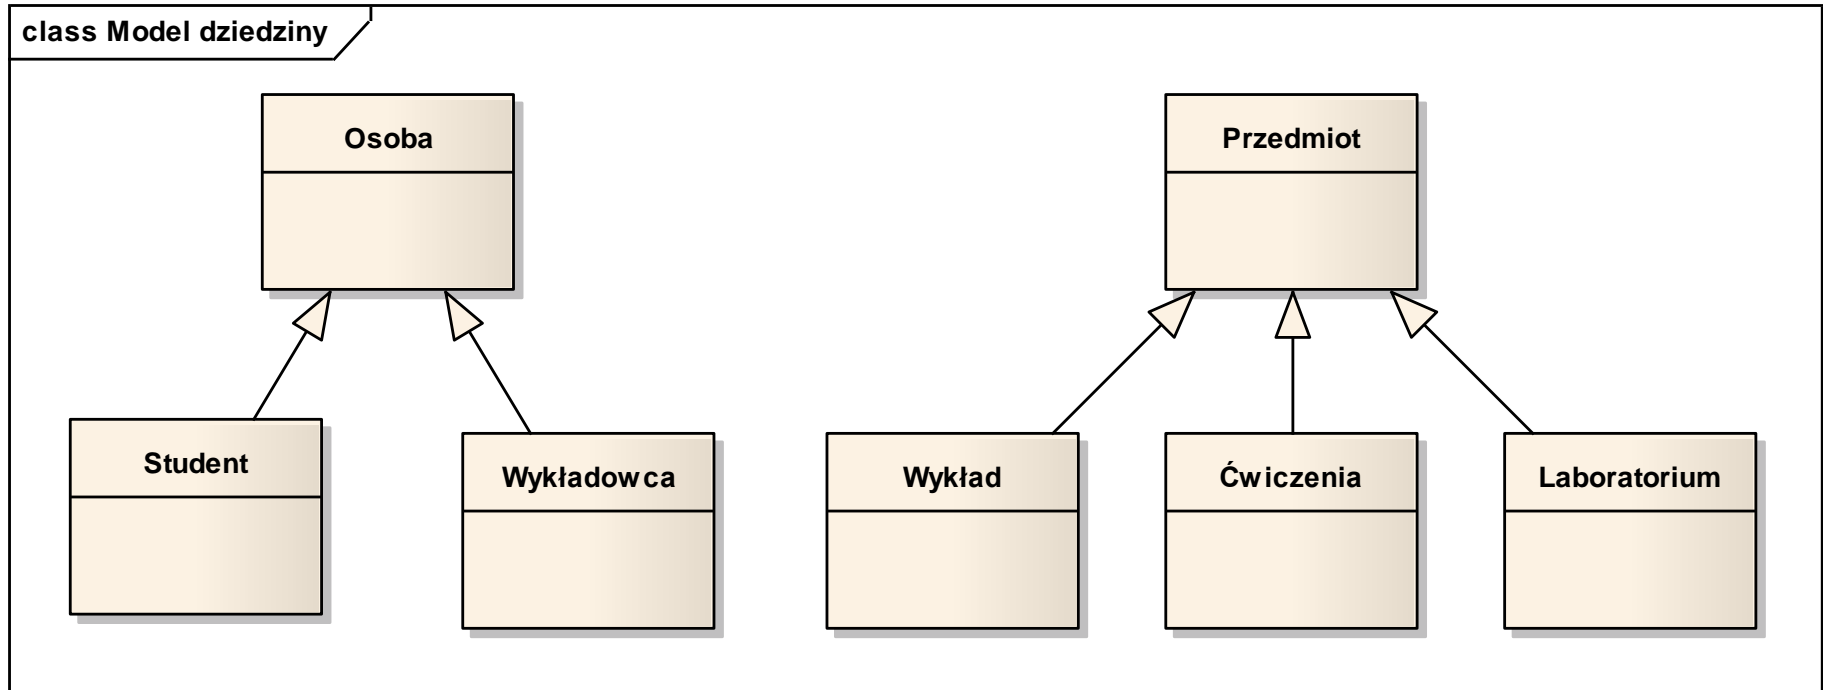 class Model dziedziny
Osoba
Przedmiot
Student
Wykładowca
Wykład
Ćwiczenia
Laboratorium